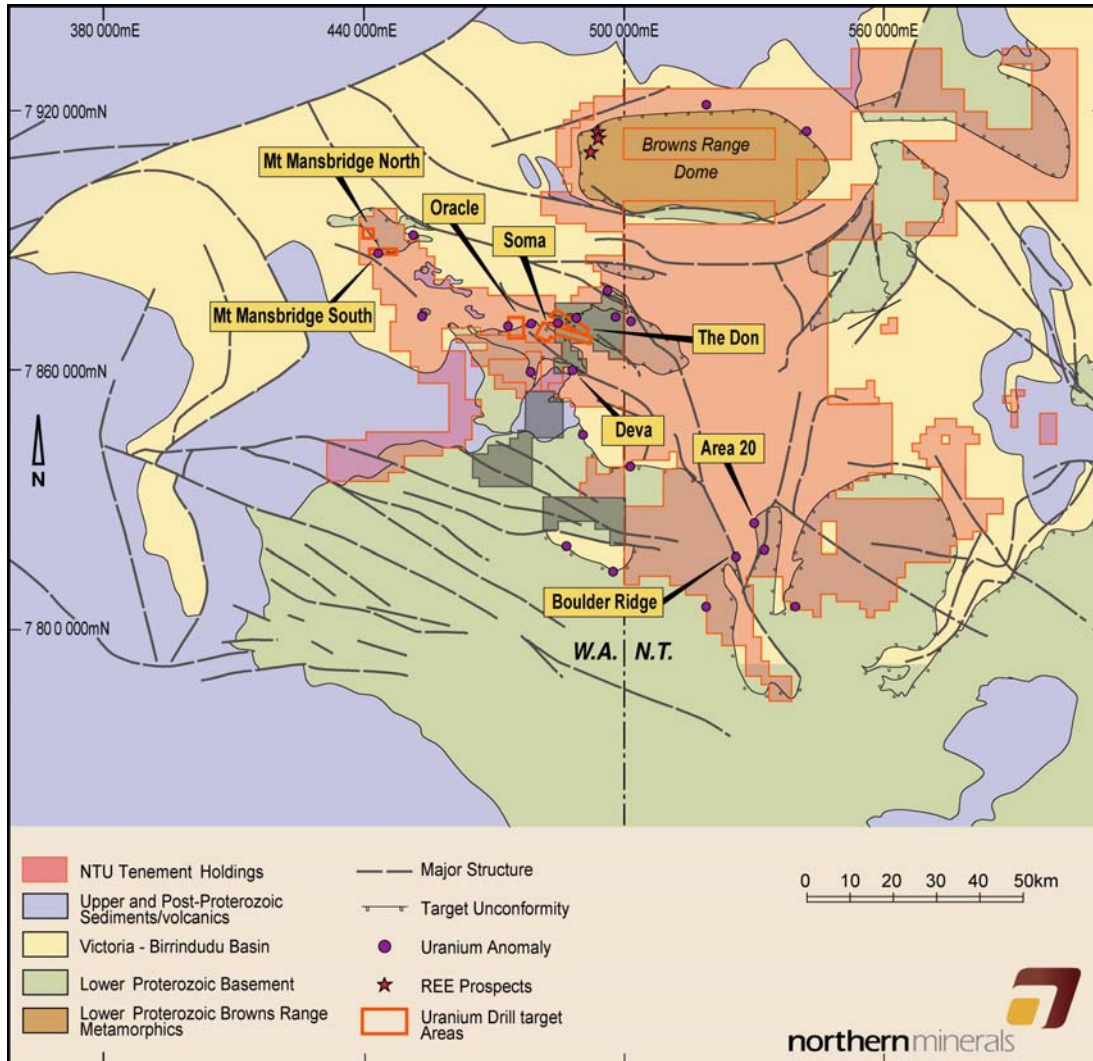 380 000mE
440 000mE
500 000mE
560 000mE
7 920 000mN
Browns Range
Dome
Mt Mansbridge North
Oracle
Soma
Mt Mansbridge South
The Don
7 860 000mN
Deva
Area 20
N
Boulder Ridge
7 800 000mN
W.A.
N.T.
NTU Tenement Holdings
Upper and Post-Proterozoic
Sediments/volcanics
Victoria - Birrindudu Basin
Lower Proterozoic Basement
Lower Proterozoic Browns Range
Metamorphics
Major Structure
Target Unconformity
Uranium Anomaly
REE Prospects
Uranium Drill target
Areas
0 10 20 30 40 50km
northernminerals